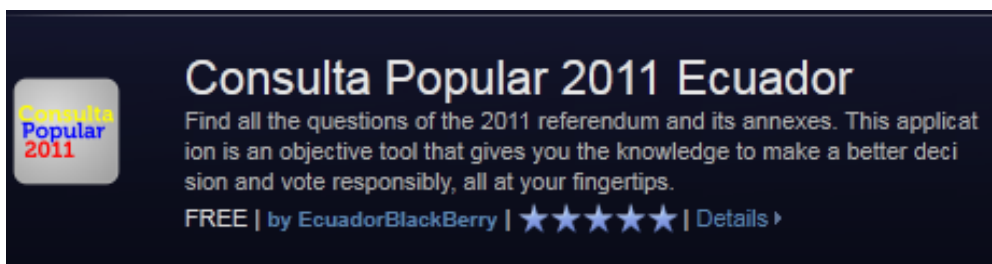 Consulta
Popular
2011
Consulta Popular 2011 Ecuador
Find all the questions of the 2011 referendum and its annexes. This applicat
ion is an objective tool that gives you the knowledge to make a better deci
sion and vote responsibly, all at your fingertips.
FREE | by EcuadorBlackBerry | ★★★★★ | Details